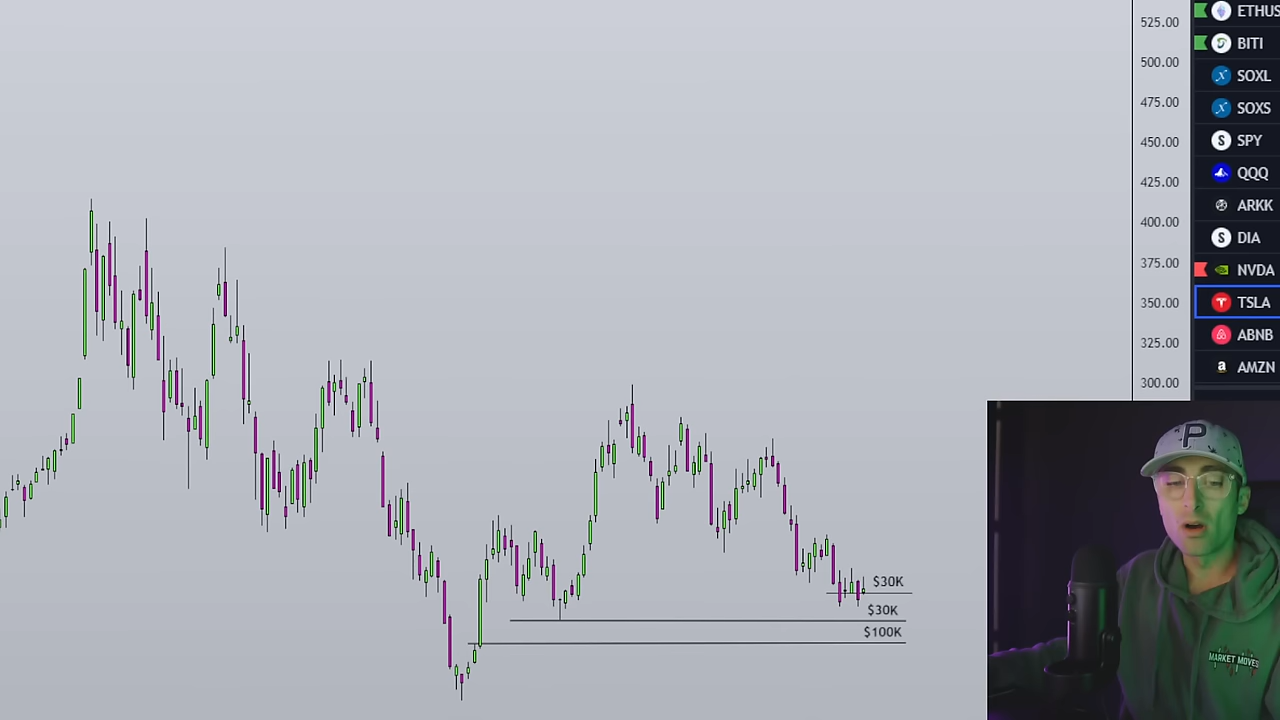 525.00
500.00
475.00
450.00
425.00
400.00
375.00
350.00
325.00
300.00
ETHUS
BITI
SOXL
SOXS
SPY
QQQ
ARKK
DIA
NVDA
TSLA
ABNB
AMZN
$30K
$30K
$100K
P
MARKET MOVES